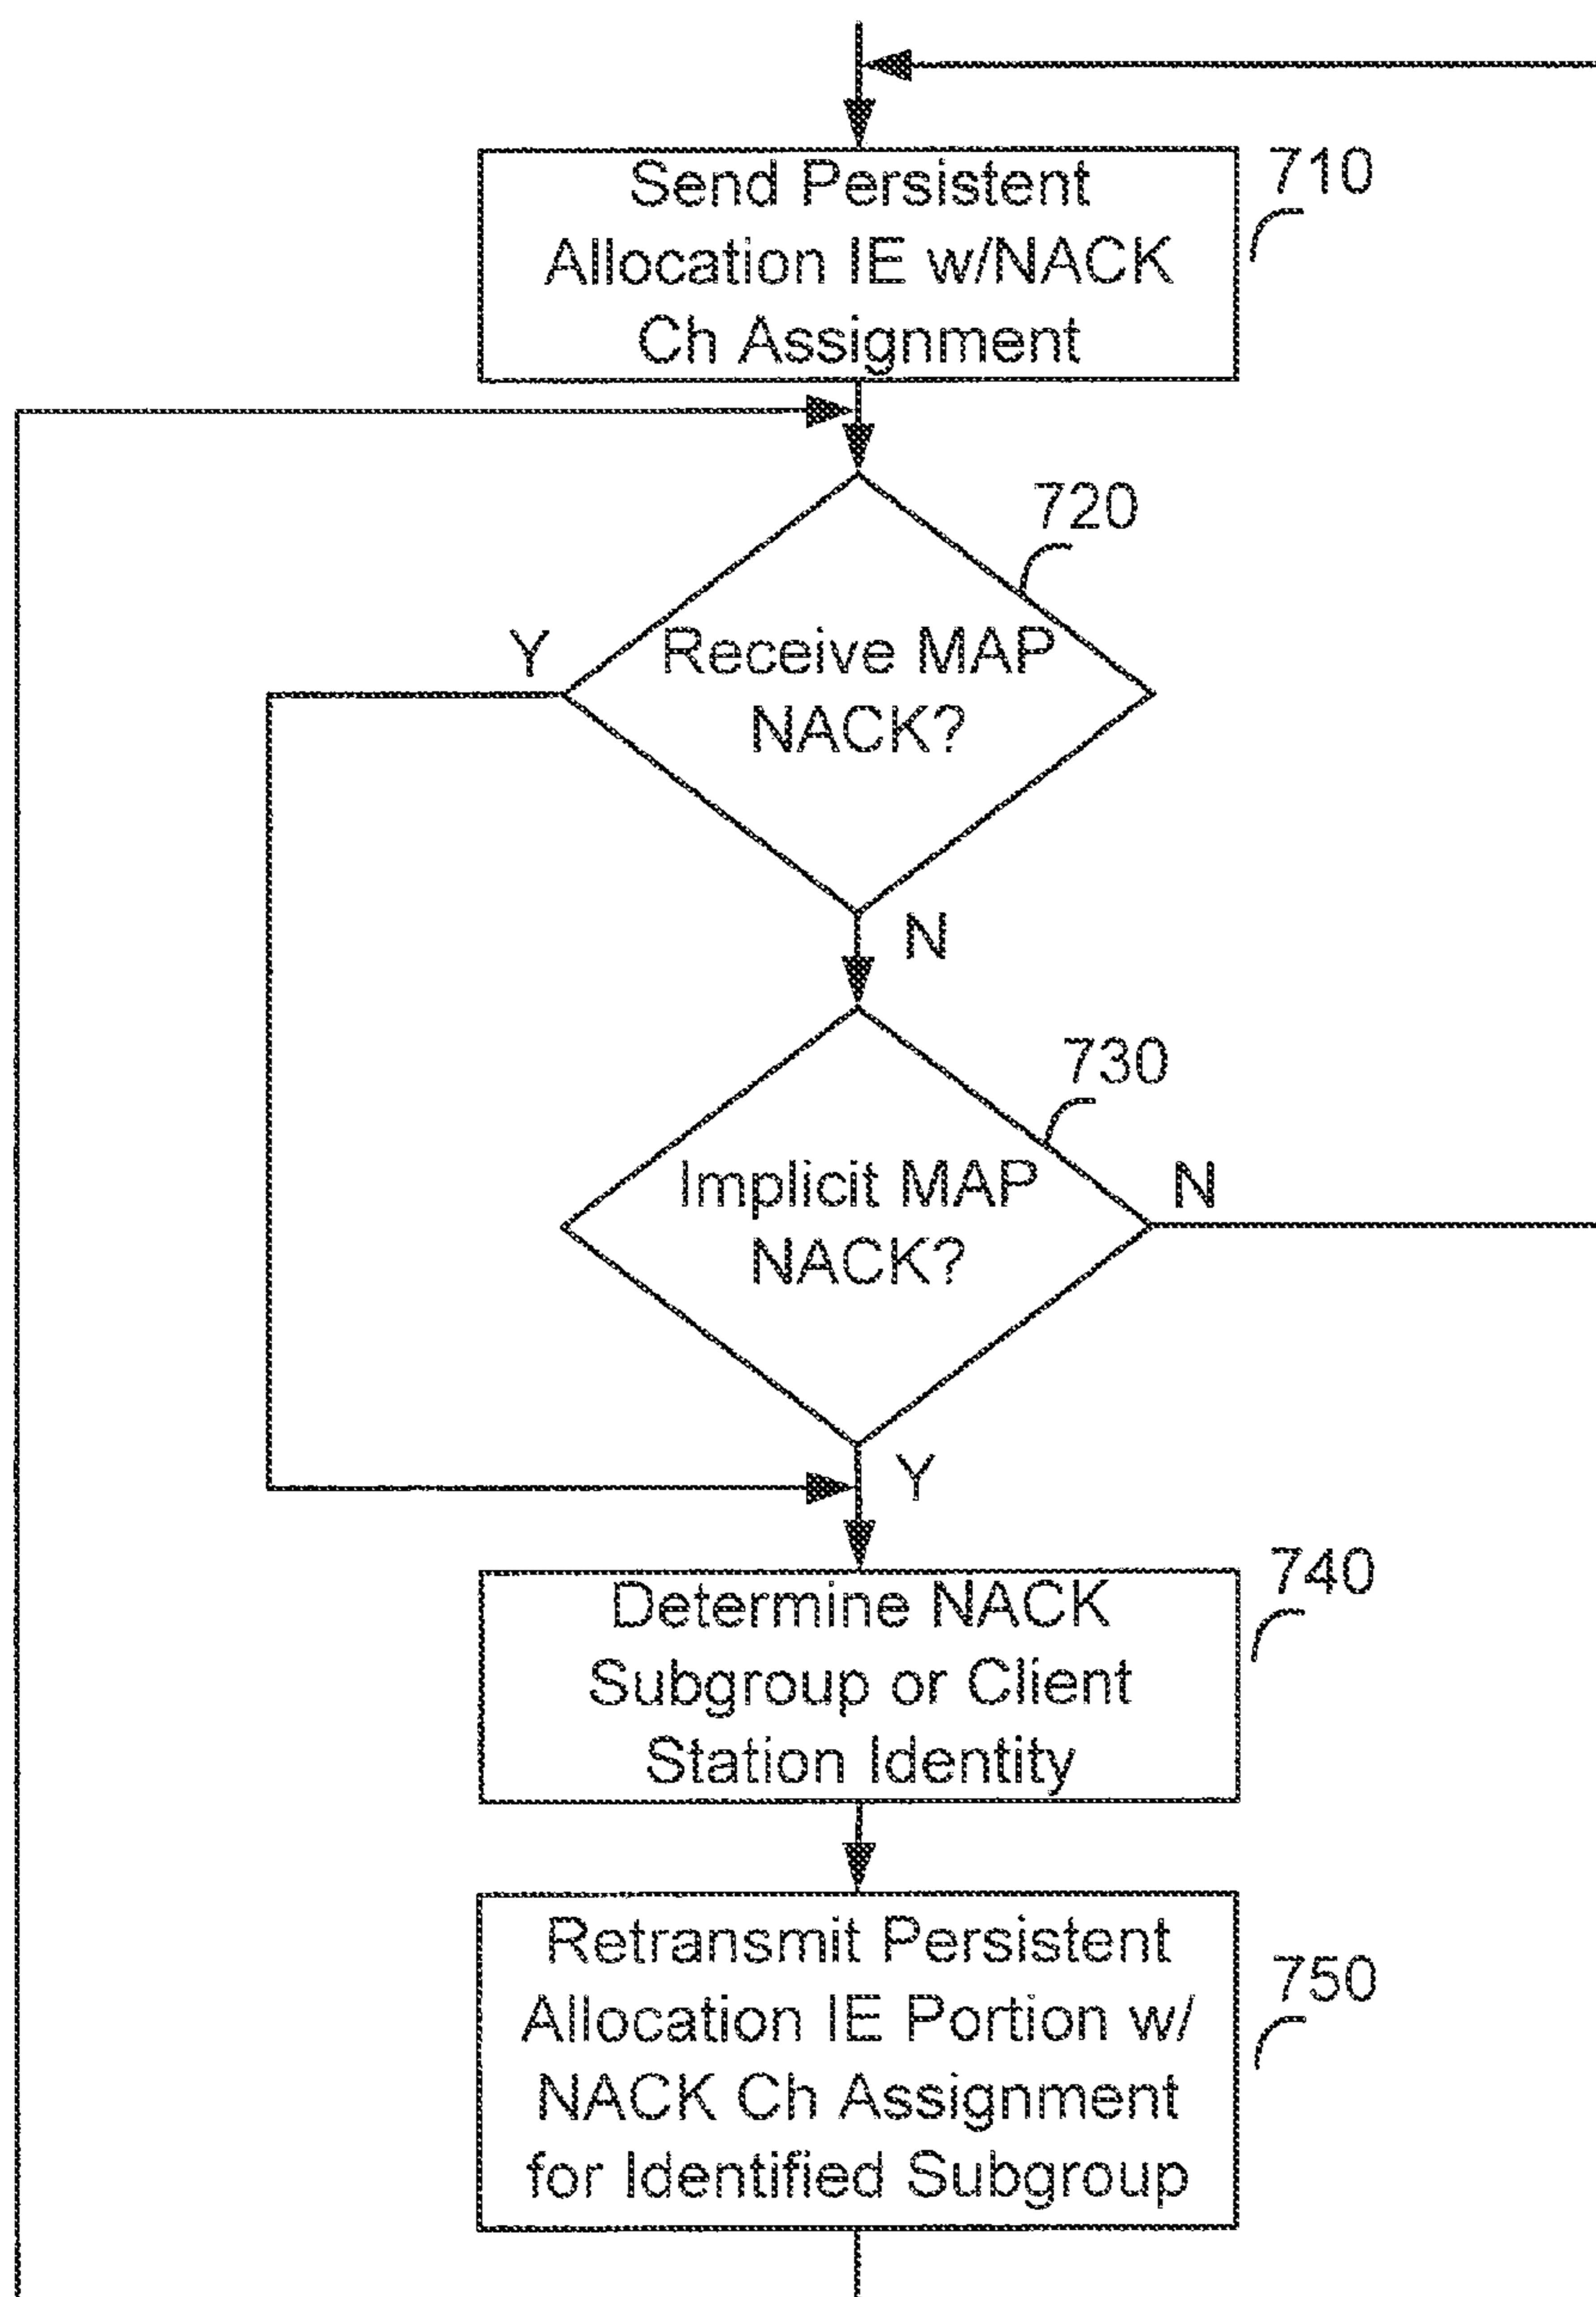 Send Persistent
Allocation IE w/NACK
Ch Assignment
710
720
Y
Receive MAP
NACK?
N
730
Implicit MAP
NACK?
N
Y
740
Determine NACK
Subgroup or Client
Station Identity
Retransmit Persistent
Allocation IE Portion w/
NACK Ch Assignment
for Identified Subgroup
750